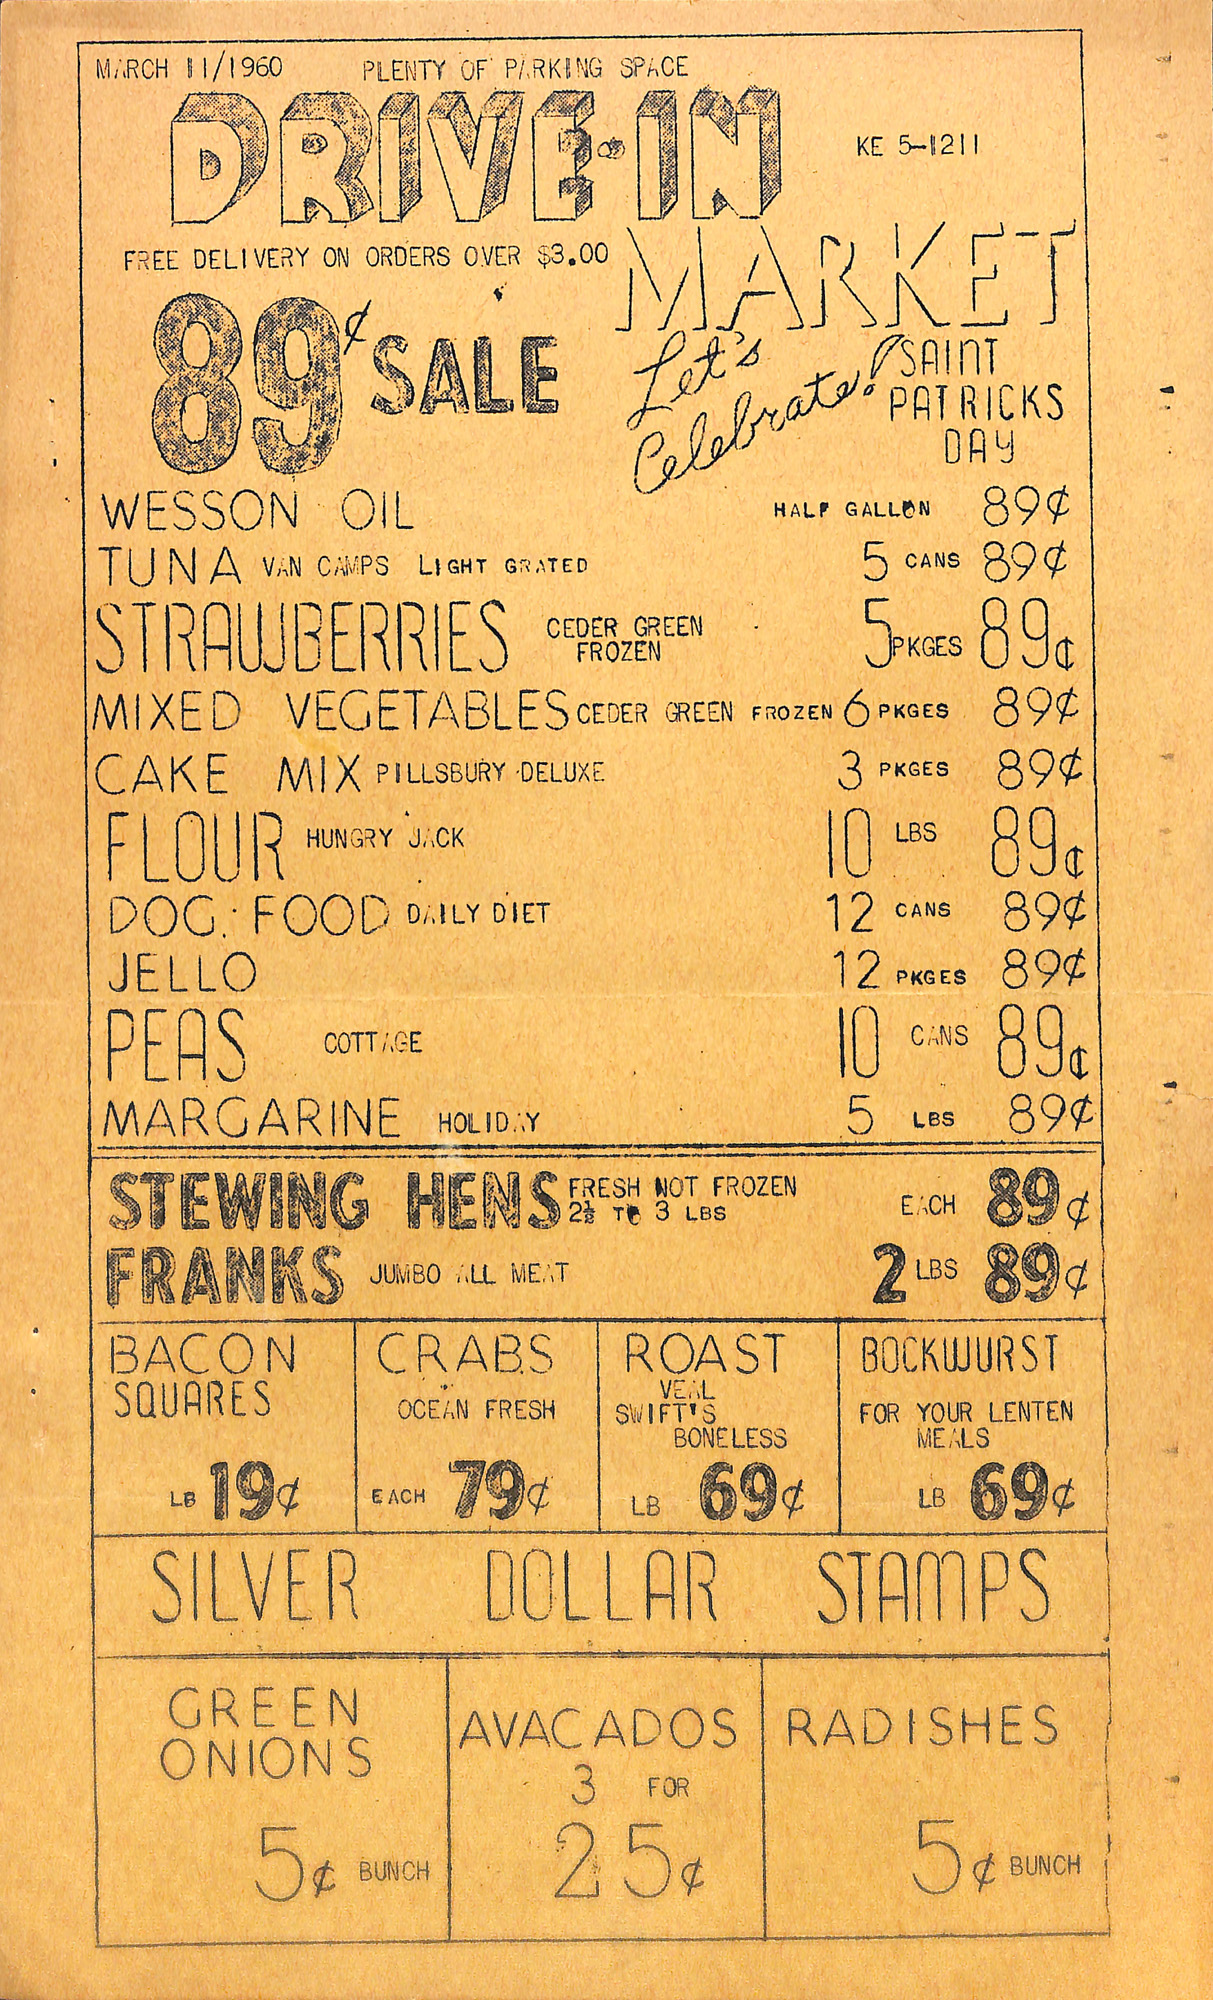 MARCH 11/1960 PLENTY OF PARKING SPACE
DRIVE-IN
KE 5-1211
MARKET
FREE DELIVERY ON ORDERS OVER $3.00
89¢ SALE
Let's
Celebrate!
SAINT
PATRICKS
DAY
WESSON OIL HALF GALLON 89¢
TUNA VAN CAMPS LIGHT GRATED 5 CANS 89¢
STRAWBERRIES CEDER GREEN FROZEN 5 PKGES 89¢
MIXED VEGETABLES CEDER GREEN FROZEN 6 PKGES 89¢
CAKE MIX PILLSBURY DELUXE 3 PKGES 89¢
FLOUR HUNGRY JACK 10 LBS 89¢
DOG FOOD DAILY DIET 12 CANS 89¢
JELLO 12 PKGES 89¢
PEAS COTTAGE 10 CANS 89¢
MARGARINE HOLIDAY 5 LBS 89¢
STEWING HENS FRESH NOT FROZEN 2½ TO 3 LBS EACH 89¢
FRANKS JUMBO ALL MEAT 2 LBS 89¢
BACON
SQUARES
LB 19¢
CRABS
OCEAN FRESH
EACH 79¢
ROAST
VEAL
SWIFT'S
BONELESS
LB 69¢
BOCKWURST
FOR YOUR LENTEN
MEALS
LB 69¢
SILVER DOLLAR STAMPS
GREEN
ONIONS
5¢ BUNCH
AVACADOS
3 FOR
25¢
RADISHES
5¢ BUNCH